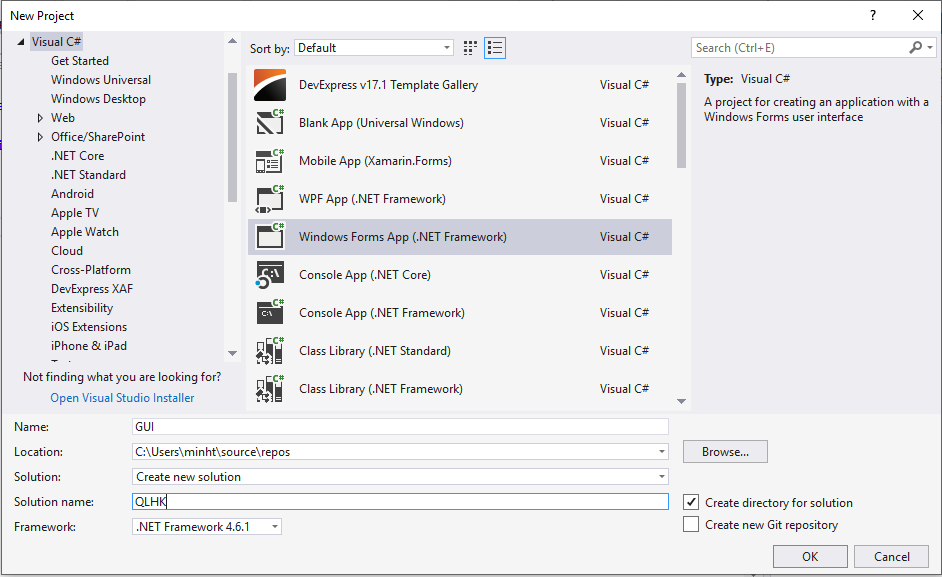 New Project
? 
Visual C#
Get Started
Windows Universal
Windows Desktop
Web
Office/SharePoint
.NET Core
.NET Standard
Android
Apple TV
Apple Watch
Cloud
Cross-Platform
DevExpress XAF
Extensibility
iOS Extensions
iPhone & iPad
Not finding what you are looking for?
Open Visual Studio Installer
Sort by: Default
DevExpress v17.1 Template Gallery Visual C#
Blank App (Universal Windows) Visual C#
Mobile App (Xamarin.Forms) Visual C#
WPF App (.NET Framework) Visual C#
Windows Forms App (.NET Framework) Visual C#
Console App (.NET Core) Visual C#
Console App (.NET Framework) Visual C#
Class Library (.NET Standard) Visual C#
Class Library (.NET Framework) Visual C#
Search (Ctrl+E)
Type: Visual C#
A project for creating an application with a
Windows Forms user interface
Name: GUI
Location: C:\Users\minht\source\repos
Browse...
Solution: Create new solution
Solution name: QLHK
Create directory for solution
Framework: .NET Framework 4.6.1
Create new Git repository
OK Cancel